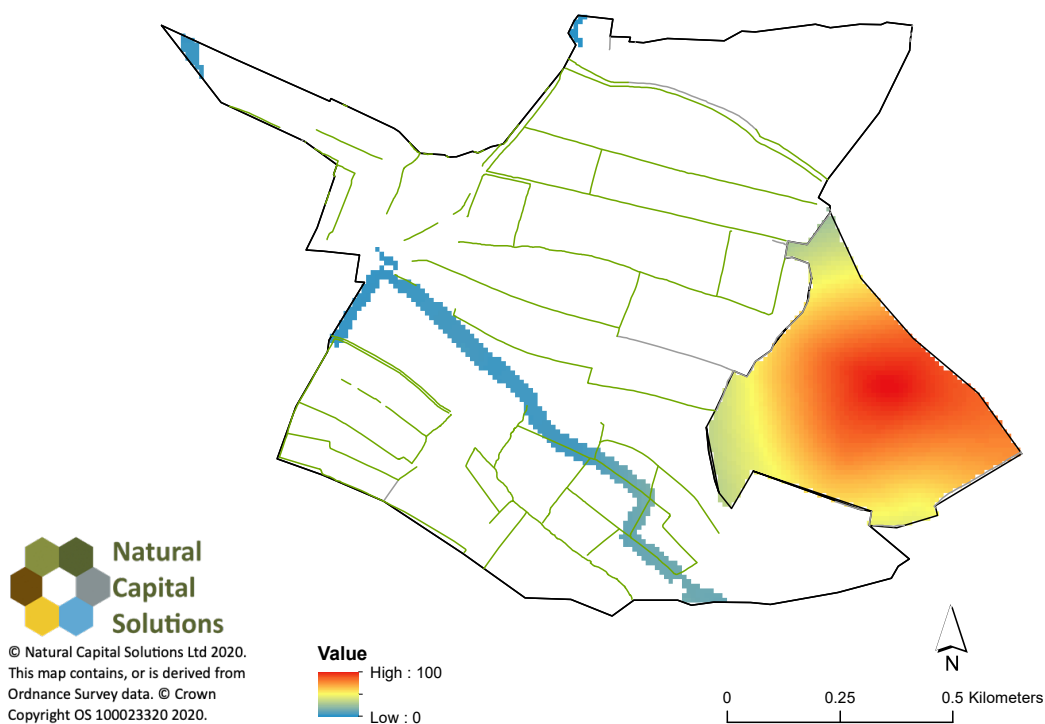 Natural
Capital
Solutions
© Natural Capital Solutions Ltd 2020.
This map contains, or is derived from
Ordnance Survey data. © Crown
Copyright OS 100023320 2020.
Value
High : 100
Low : 0
N
0 0.25 0.5 Kilometers